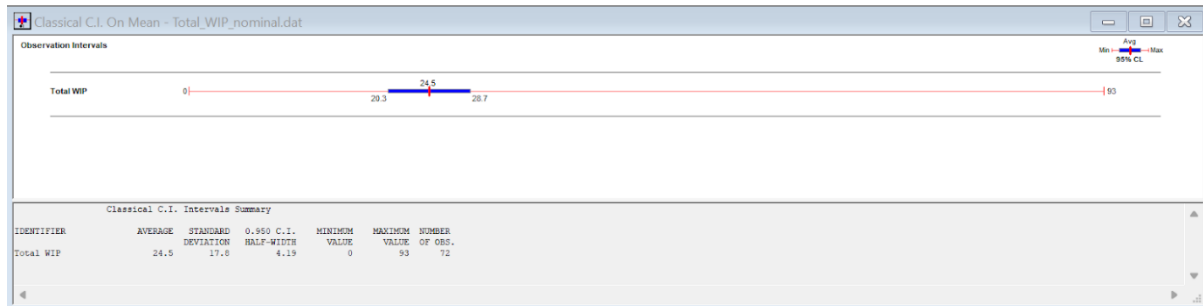 Classical C.I. On Mean - Total_WIP_nominal.dat
Observation Intervals
Avg
Min Max
95% CL
Total WIP 0 20.3 24.5 28.7 93
Classical C.I. Intervals Summary
IDENTIFIER AVERAGE STANDARD 0.950 C.I. MINIMUM MAXIMUM NUMBER
DEVIATION HALF-WIDTH VALUE VALUE OF OBS.
Total WIP 24.5 17.8 4.19 0 93 72